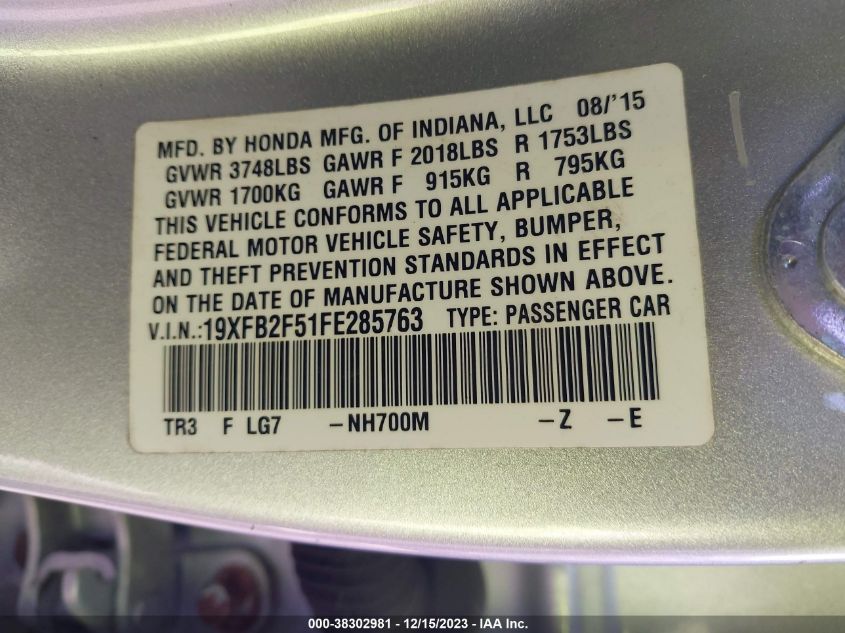 MFD. BY HONDA MFG. OF INDIANA, LLC 08/'15
GVWR 3748LBS GAWR F 2018LBS R 1753LBS
GVWR 1700KG GAWR F 915KG R 795KG
THIS VEHICLE CONFORMS TO ALL APPLICABLE
FEDERAL MOTOR VEHICLE SAFETY, BUMPER,
AND THEFT PREVENTION STANDARDS IN EFFECT
ON THE DATE OF MANUFACTURE SHOWN ABOVE.
V.I.N.:19XFB2F51FE285763 TYPE: PASSENGER CAR
TR3 F LG7 -NH700M -Z -E
000-38302981 - 12/15/2023 - IAA Inc.